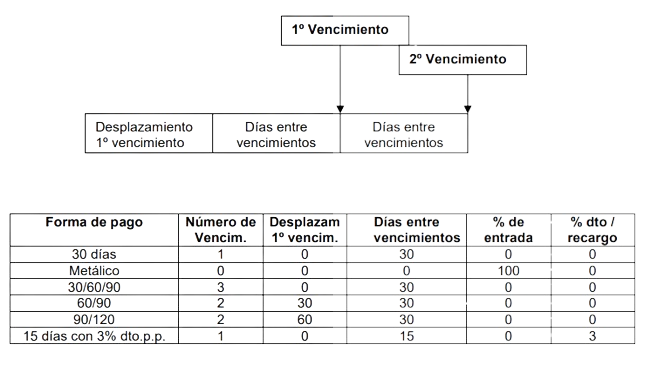 1º Vencimiento
2º Vencimiento
Desplazamiento 1º vencimiento
Días entre vencimientos
Días entre vencimientos
Forma de pago Número de Vencim. Desplazam 1º vencim. Días entre vencimientos % de entrada % dto / recargo
30 días 1 0 30 0 0
Metálico 0 0 0 100 0
30/60/90 3 0 30 0 0
60/90 2 30 30 0 0
90/120 2 60 30 0 0
15 días con 3% dto.p.p. 1 0 15 0 3